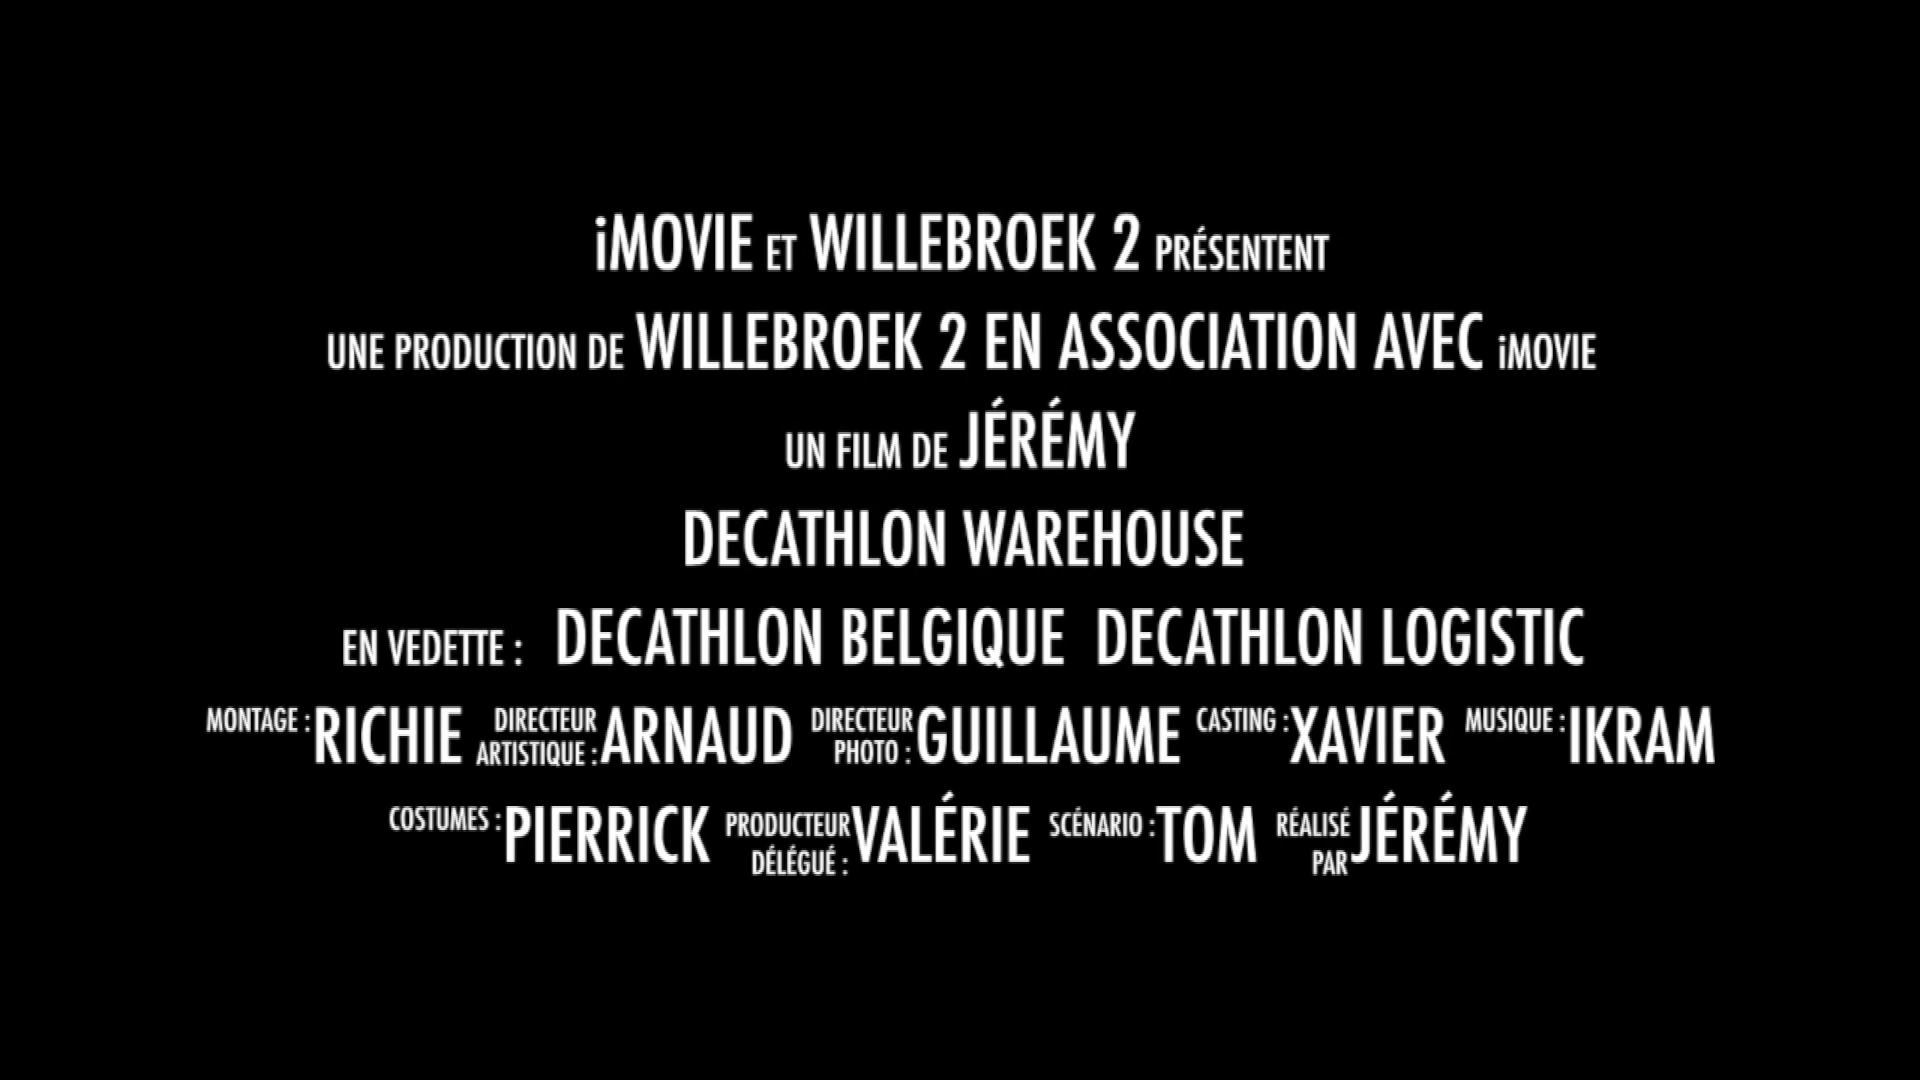 iMOVIE ET WILLEBROEK 2 PRÉSENTENT
UNE PRODUCTION DE WILLEBROEK 2 EN ASSOCIATION AVEC iMOVIE
UN FILM DE JÉRÉMY
DECATHLON WAREHOUSE
EN VEDETTE : DECATHLON BELGIQUE DECATHLON LOGISTIC
MONTAGE : RICHIE DIRECTEUR ARTISTIQUE : ARNAUD DIRECTEUR PHOTO : GUILLAUME CASTING : XAVIER MUSIQUE : IKRAM
COSTUMES : PIERRICK PRODUCTEUR DÉLÉGUÉ : VALÉRIE SCÉNARIO : TOM RÉALISÉ PAR JÉRÉMY